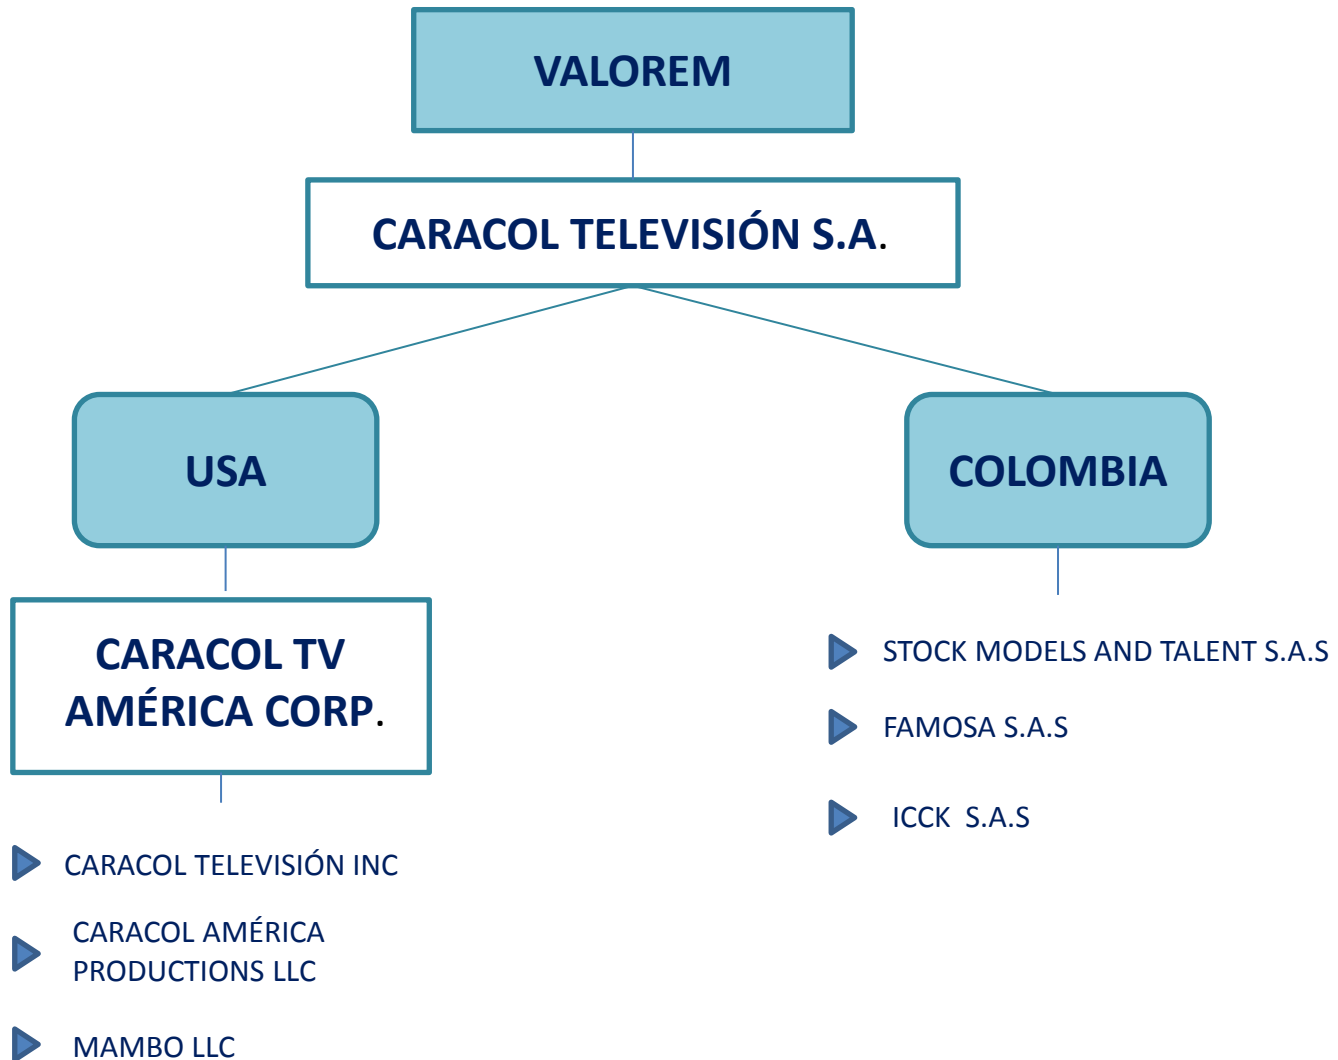 VALOREM
CARACOL TELEVISIÓN S.A.
USA
COLOMBIA
CARACOL TV
AMÉRICA CORP.
CARACOL TELEVISIÓN INC
CARACOL AMÉRICA
PRODUCTIONS LLC
MAMBO LLC
STOCK MODELS AND TALENT S.A.S
FAMOSA S.A.S
ICCK S.A.S